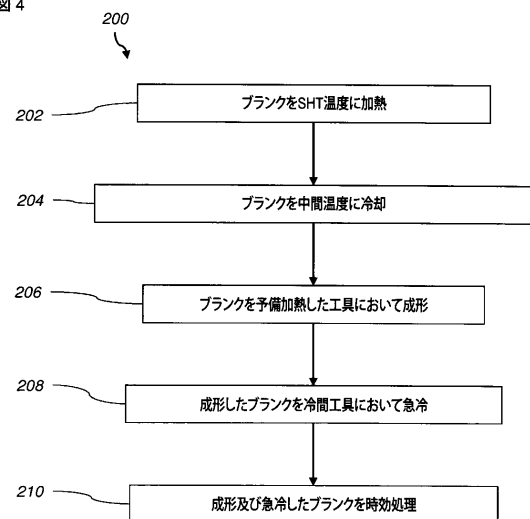 図 4
200
202
ブランクをSHT温度に加熱
204
ブランクを中間温度に冷却
206
ブランクを予備加熱した工具において成形
208
成形したブランクを冷間工具において急冷
210
成形及び急冷したブランクを時効処理